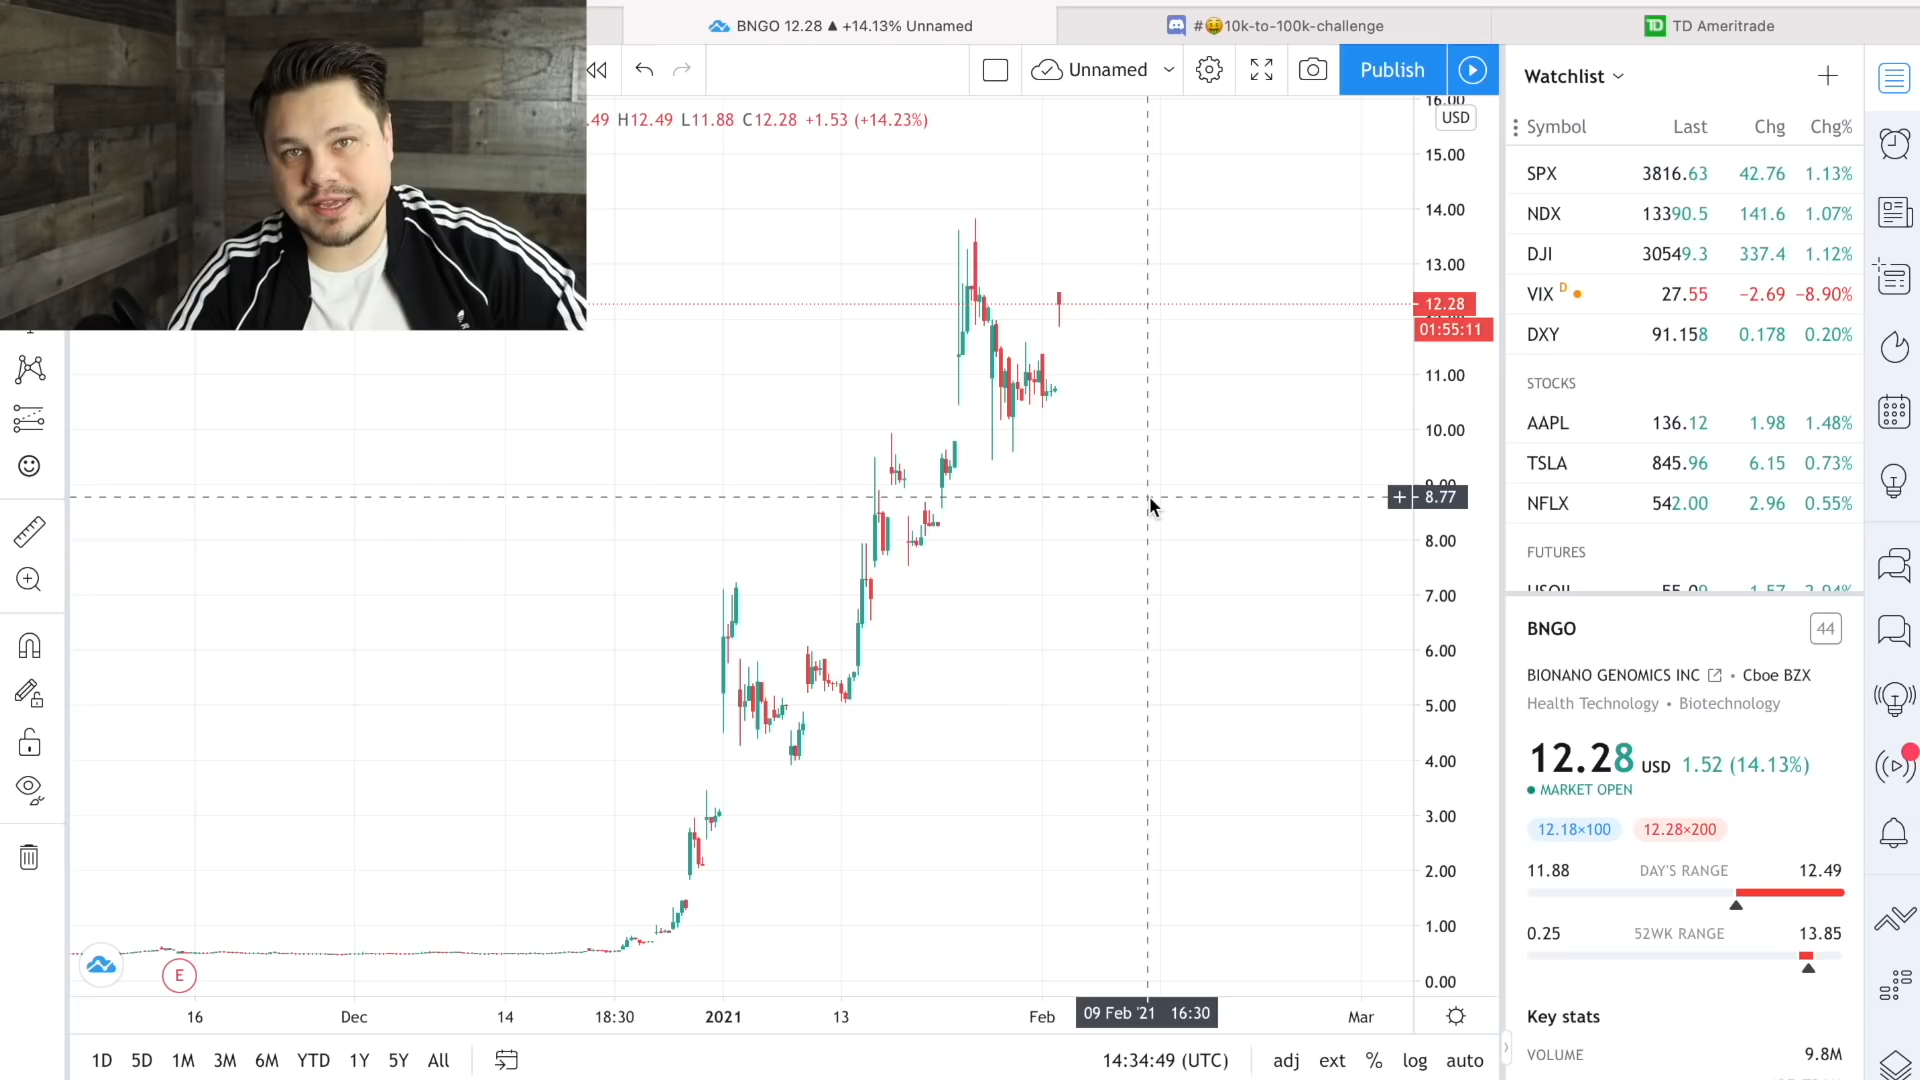 BNGO 12.28 ▲ +14.13% Unnamed
#🤑10k-to-100k-challenge
TD TD Ameritrade
Unnamed
Publish
.49 H12.49 L11.88 C12.28 +1.53 (+14.23%)
USD
16.00
15.00
14.00
13.00
12.28
01:55:11
11.00
10.00
9.00
8.77
8.00
7.00
6.00
5.00
4.00
3.00
2.00
1.00
0.00
E
16 Dec 14 18:30 2021 13 Feb 09 Feb '21 16:30 Mar
1D 5D 1M 3M 6M YTD 1Y 5Y All
14:34:49 (UTC) adj ext % log auto
Watchlist
Symbol Last Chg Chg%
SPX 3816.63 42.76 1.13%
NDX 13390.5 141.6 1.07%
DJI 30549.3 337.4 1.12%
VIX D 27.55 −2.69 −8.90%
DXY 91.158 0.178 0.20%
STOCKS
AAPL 136.12 1.98 1.48%
TSLA 845.96 6.15 0.73%
NFLX 542.00 2.96 0.55%
FUTURES
USOIL 55.09 1.57 2.94%
BNGO 44
BIONANO GENOMICS INC • Cboe BZX
Health Technology • Biotechnology
12.28 USD 1.52 (14.13%)
MARKET OPEN
12.18×100 12.28×200
11.88 DAY'S RANGE 12.49
0.25 52WK RANGE 13.85
Key stats
VOLUME 9.8M